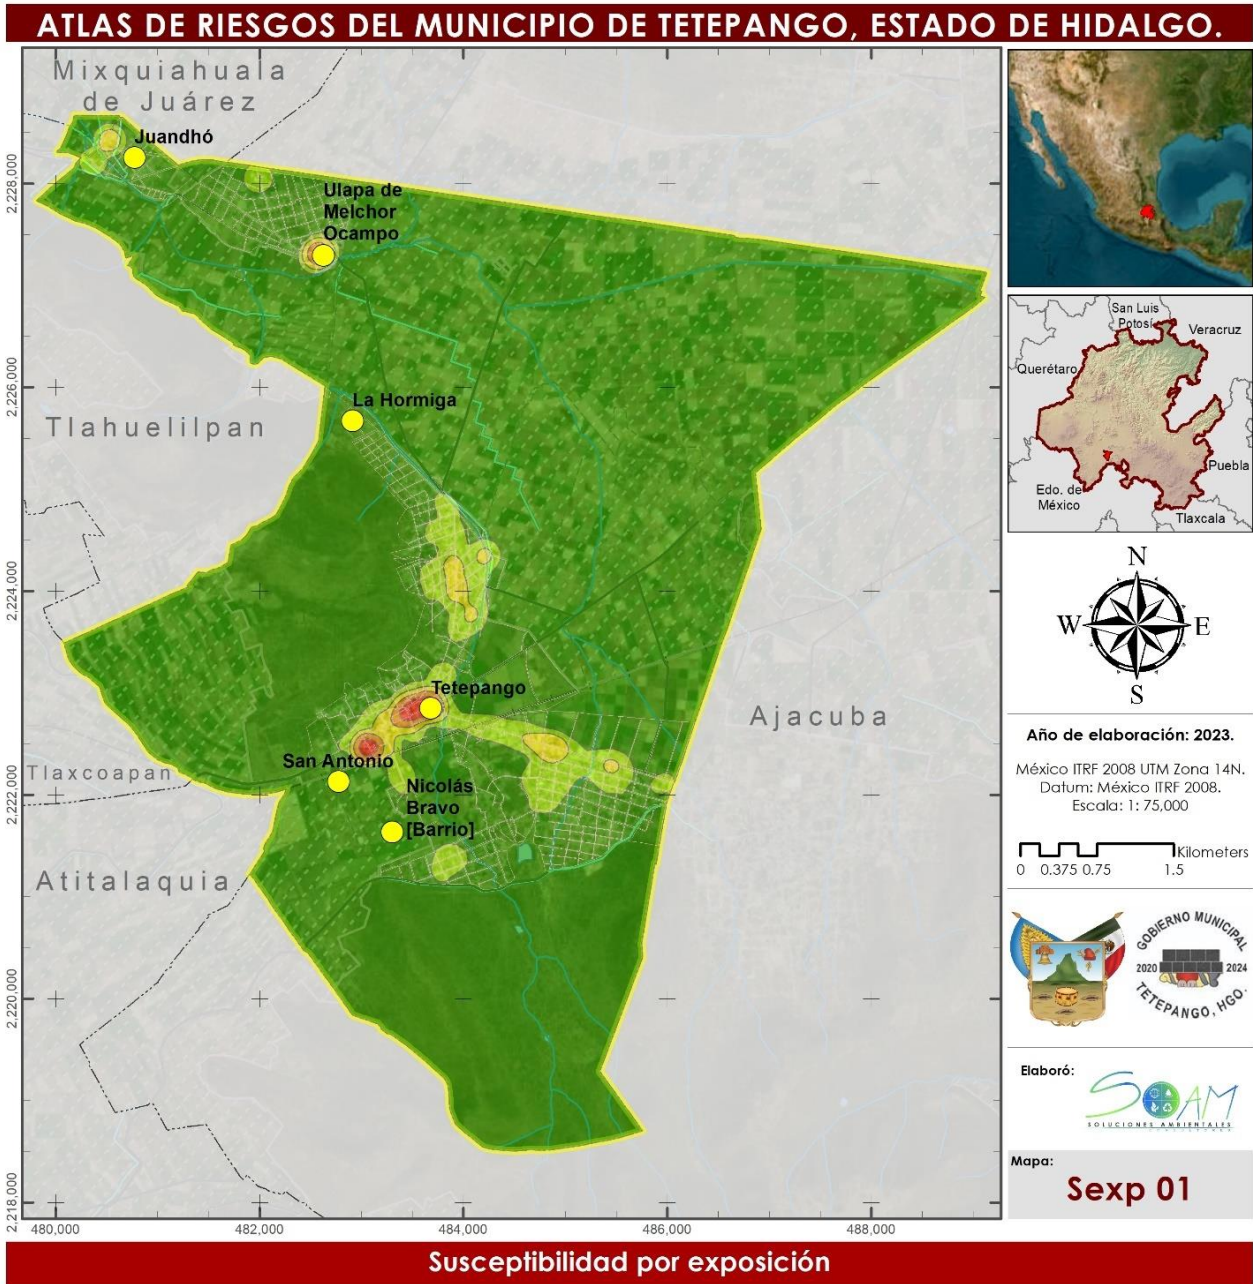 ATLAS DE RIESGOS DEL MUNICIPIO DE TETEPANGO, ESTADO DE HIDALGO.
Mixquiahuala
de Juárez
Juandhó
Ulapa de
Melchor
Ocampo
La Hormiga
Tlahuelilpan
Tetepango
Ajacuba
San Antonio
Tlaxcoapan
Nicolás
Bravo
[Barrio]
Atitalaquia
2,228,000
2,226,000
2,224,000
2,222,000
2,220,000
2,218,000
480,000
482,000
484,000
486,000
488,000
San Luis
Potosí
Veracruz
Querétaro
Puebla
Edo. de
México
Tlaxcala
N
W
E
S
Año de elaboración: 2023.
México ITRF 2008 UTM Zona 14N.
Datum: México ITRF 2008.
Escala: 1: 75,000
Kilometers
0 0.375 0.75 1.5
GOBIERNO MUNICIPAL
2020 2024
TETEPANGO, HGO.
Elaboró:
SOAM
SOLUCIONES AMBIENTALES
Mapa:
Sexp 01
Susceptibilidad por exposición